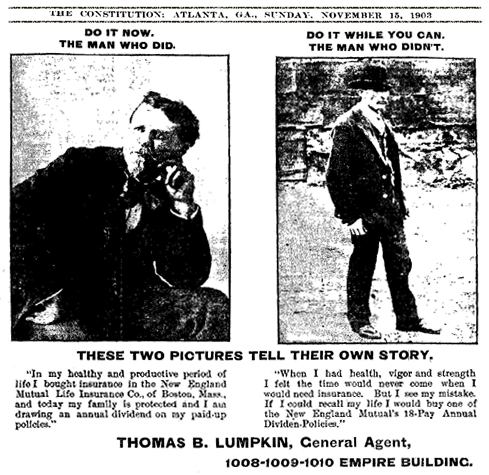 THE CONSTITUTION: ATLANTA, GA., SUNDAY, NOVEMBER 15, 1903
DO IT NOW.
THE MAN WHO DID.
DO IT WHILE YOU CAN.
THE MAN WHO DIDN'T.
THESE TWO PICTURES TELL THEIR OWN STORY.
"In my healthy and productive period of
life I bought insurance in the New England
Mutual Life Insurance Co., of Boston, Mass.,
and today my family is protected and I am
drawing an annual dividend on my paid-up
policies."
"When I had health, vigor and strength
I felt the time would never come when I
would need insurance. But I see my mistake.
If I could recall my life I would buy one of
the New England Mutual's 18-Pay Annual
Dividen-Policies."
THOMAS B. LUMPKIN, General Agent,
1008-1009-1010 EMPIRE BUILDING.